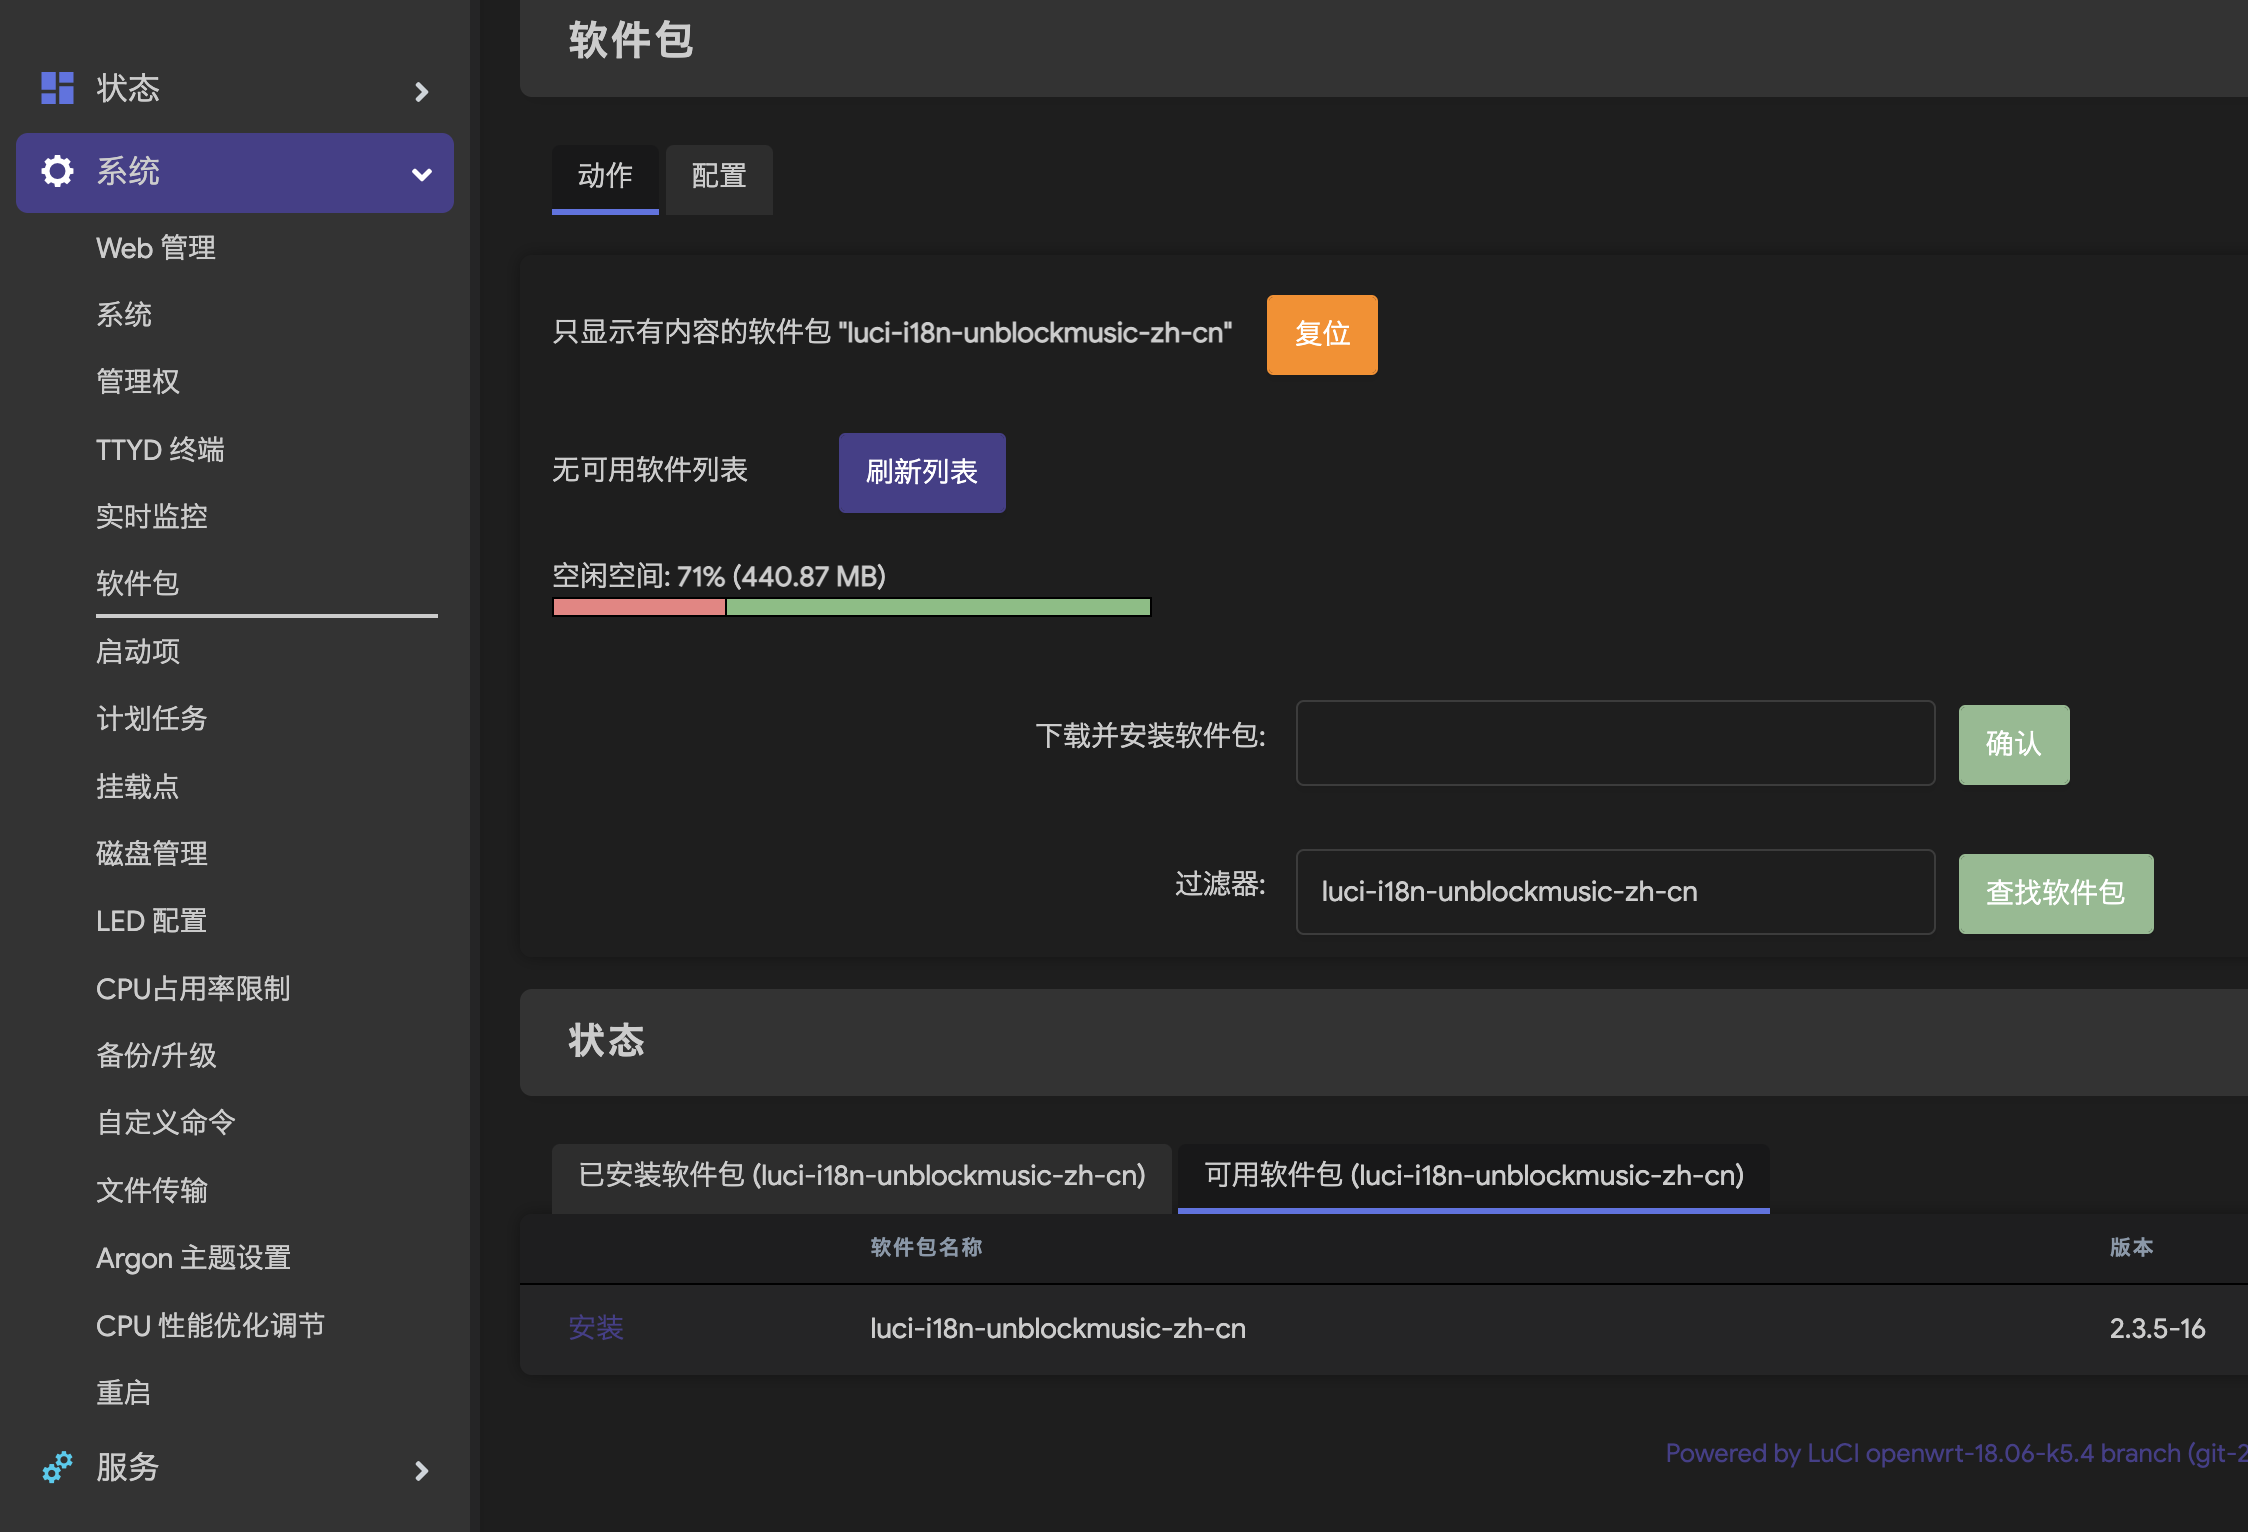 状态
系统
Web 管理
系统
管理权
TTYD 终端
实时监控
软件包
启动项
计划任务
挂载点
磁盘管理
LED 配置
CPU占用率限制
备份/升级
自定义命令
文件传输
Argon 主题设置
CPU 性能优化调节
重启
服务
软件包
动作 配置
只显示有内容的软件包 "luci-i18n-unblockmusic-zh-cn" 复位
无可用软件列表 刷新列表
空闲空间: 71% (440.87 MB)
下载并安装软件包: 确认
过滤器: luci-i18n-unblockmusic-zh-cn 查找软件包
状态
已安装软件包 (luci-i18n-unblockmusic-zh-cn) 可用软件包 (luci-i18n-unblockmusic-zh-cn)
软件包名称 版本
安装 luci-i18n-unblockmusic-zh-cn 2.3.5-16
Powered by LuCI openwrt-18.06-k5.4 branch (git-2